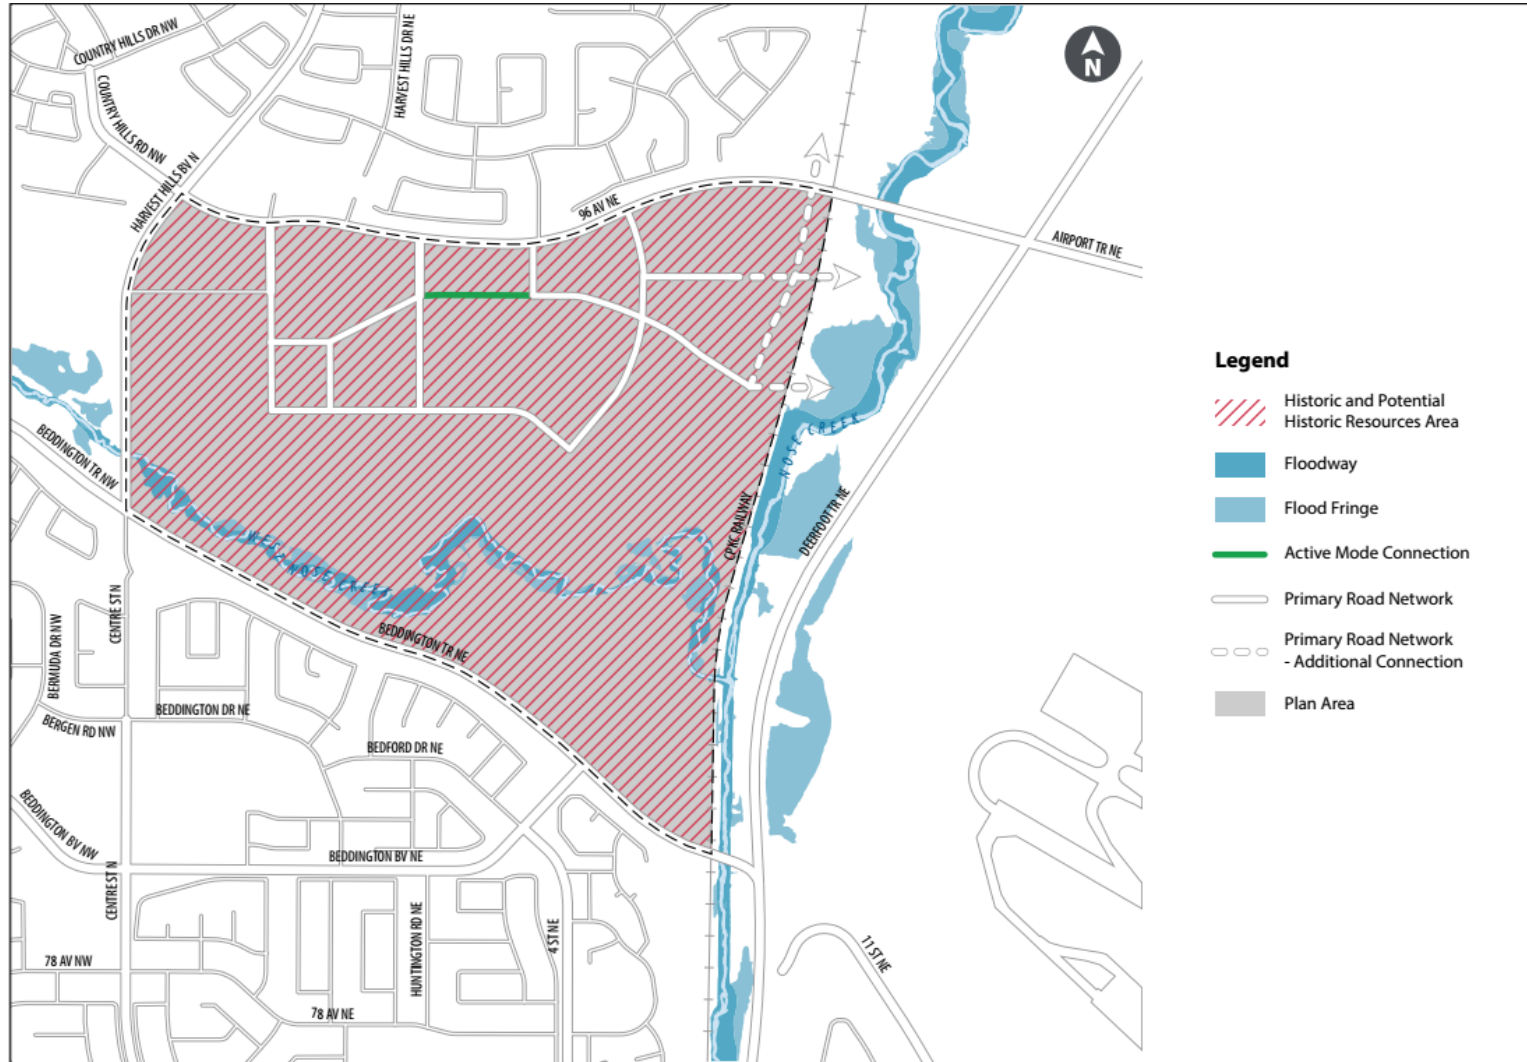 COUNTRY HILLS DR NW
COUNTRY HILLS RD NW
HARVEST HILLS BV N
HARVEST HILLS DR NE
N
96 AV NE
AIRPORT TR NE
NOSE CREEK
DEERFOOT TR NE
CPKC RAILWAY
WEST NOSE CREEK
BEDDINGTON TR NW
BEDDINGTON TR NE
CENTRE ST N
BERMUDA DR NW
BERGEN RD NW
BEDDINGTON DR NE
BEDFORD DR NE
BEDDINGTON BV NW
BEDDINGTON BV NE
CENTRE ST N
HUNTINGTON RD NE
4 ST NE
11 ST NE
78 AV NW
78 AV NE
Legend
Historic and Potential
Historic Resources Area
Floodway
Flood Fringe
Active Mode Connection
Primary Road Network
Primary Road Network
- Additional Connection
Plan Area